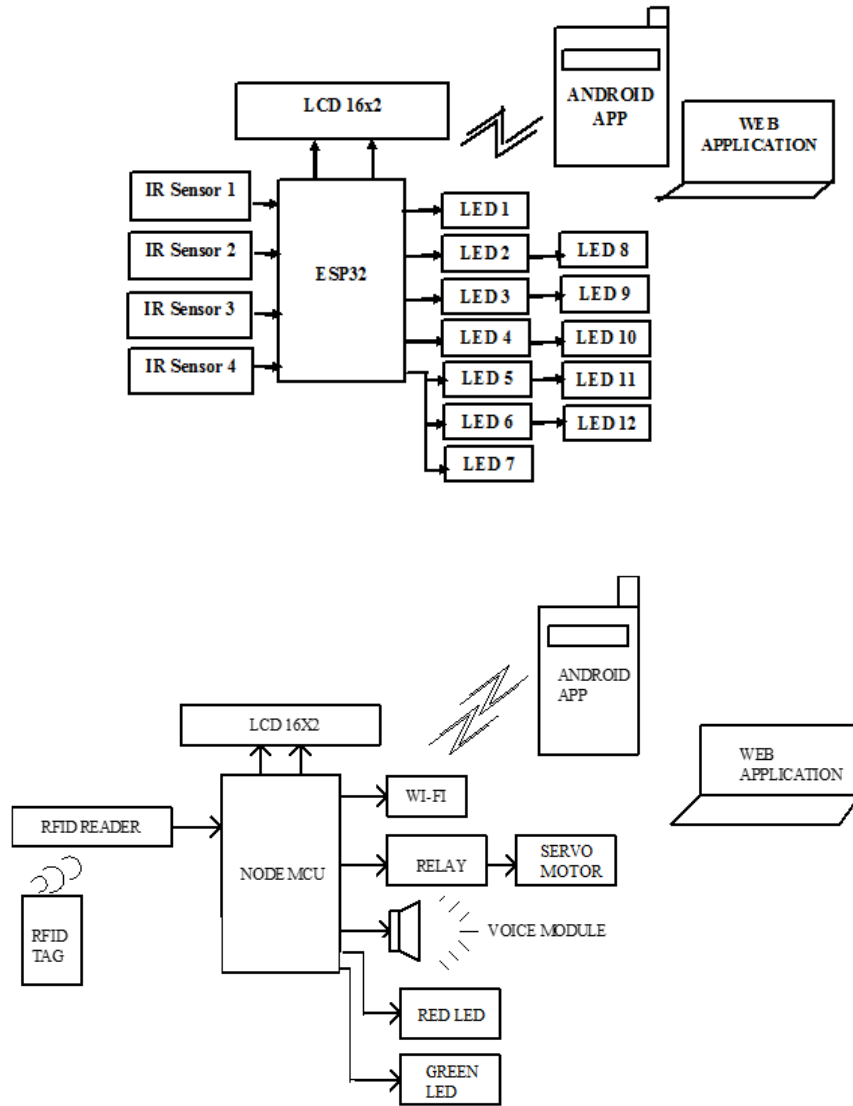 LCD 16x2
ANDROID
APP
WEB
APPLICATION
IR Sensor 1
IR Sensor 2
IR Sensor 3
IR Sensor 4
ESP32
LED 1
LED 2
LED 8
LED 3
LED 9
LED 4
LED 10
LED 5
LED 11
LED 6
LED 12
LED 7
ANDROID
APP
LCD 16X2
WEB
APPLICATION
WI-FI
RFID READER
NODE MCU
RELAY
SERVO
MOTOR
RFID
TAG
VOICE MODULE
RED LED
GREEN
LED